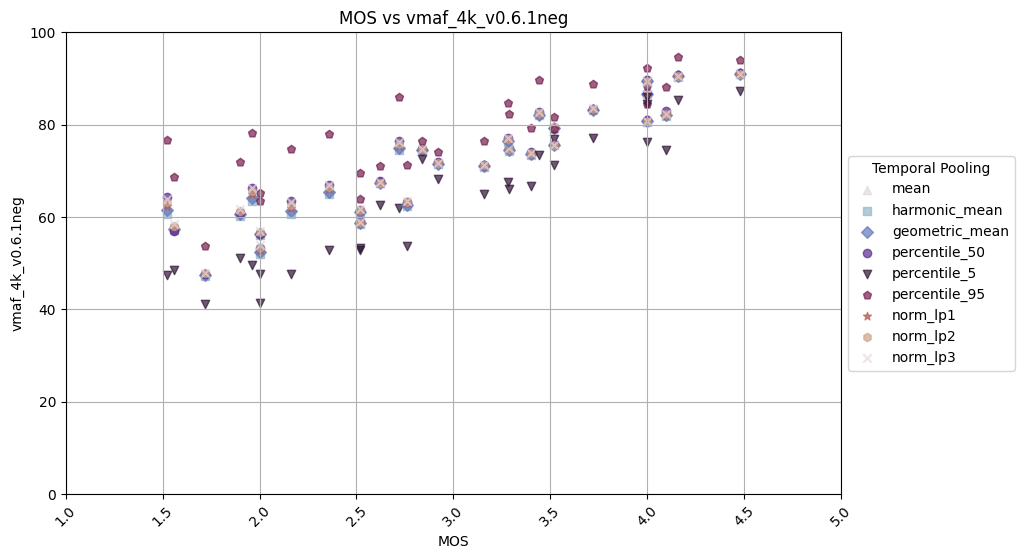 MOS vs vmaf_4k_v0.6.1neg
100
80
60
40
20
0
vmaf_4k_v0.6.1neg
1.0
1.5
2.0
2.5
3.0
3.5
4.0
4.5
5.0
MOS
Temporal Pooling
mean
harmonic_mean
geometric_mean
percentile_50
percentile_5
percentile_95
norm_lp1
norm_lp2
norm_lp3